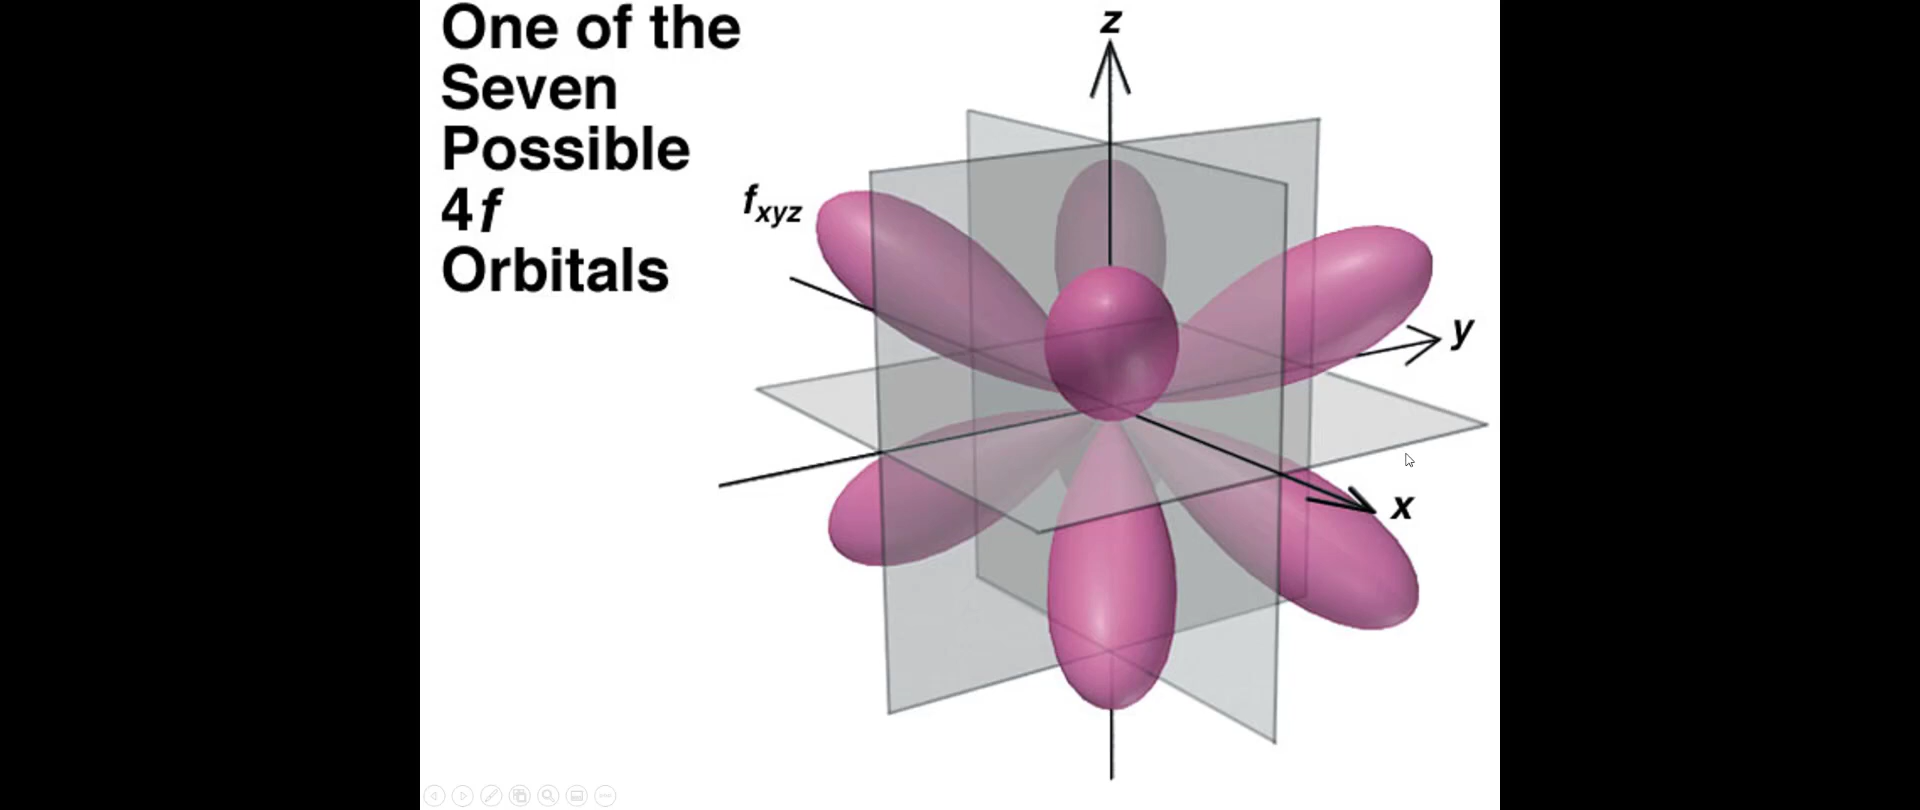 One of the
Seven
Possible
4f
Orbitals
z
fxyz
y
x